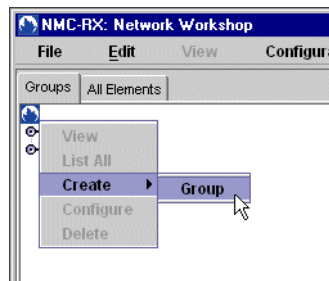 NMC-RX: Network Workshop
File Edit View Configura
Groups All Elements
View
List All
Create Group
Configure
Delete